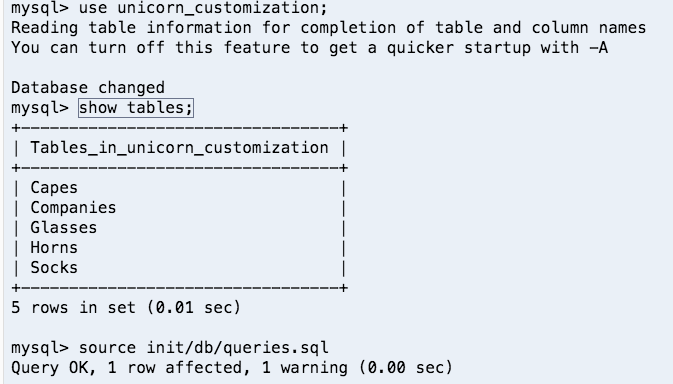 mysql> use unicorn_customization;
Reading table information for completion of table and column names
You can turn off this feature to get a quicker startup with -A
Database changed
mysql> show tables;
+---------------------------------+
| Tables_in_unicorn_customization |
+---------------------------------+
| Capes                           |
| Companies                       |
| Glasses                         |
| Horns                           |
| Socks                           |
+---------------------------------+
5 rows in set (0.01 sec)
mysql> source init/db/queries.sql
Query OK, 1 row affected, 1 warning (0.00 sec)